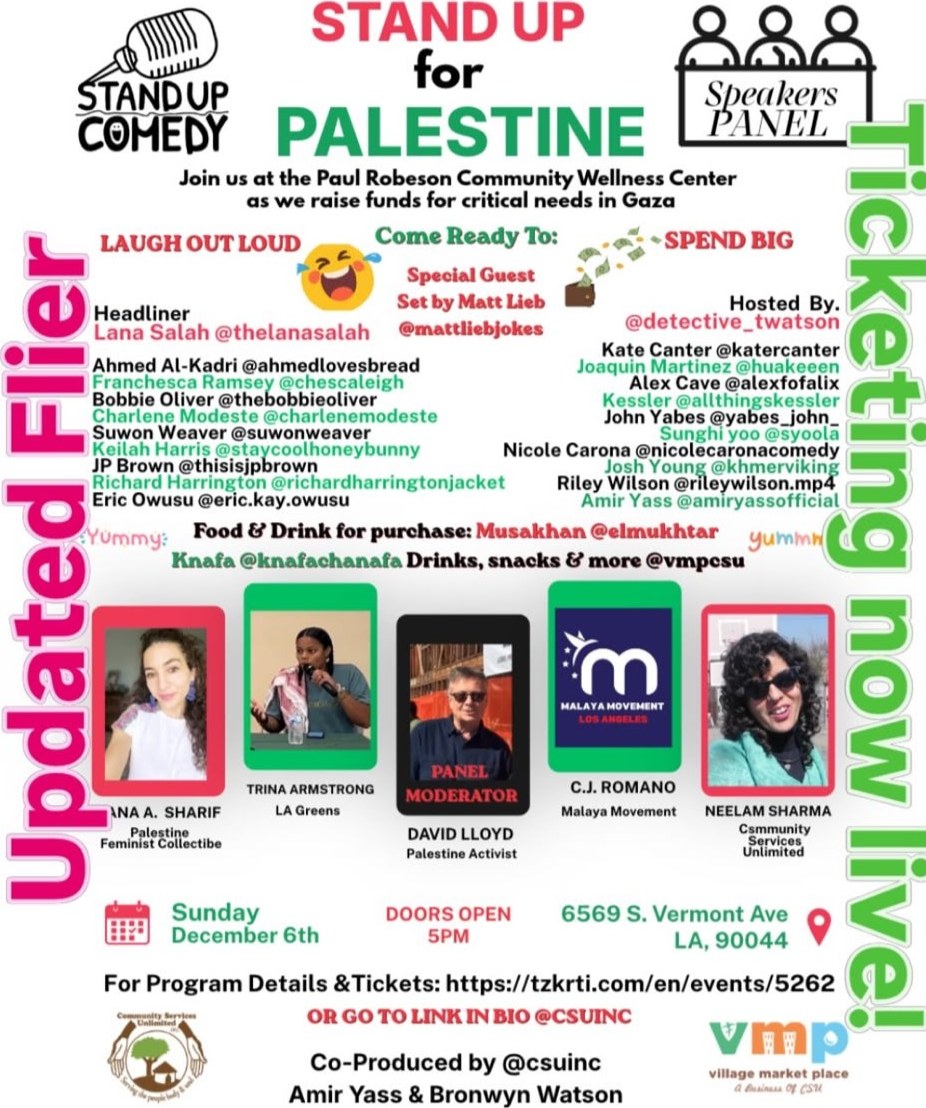 STAND UP
for
PALESTINE
STAND UP
COMEDY
Speakers
PANEL
Join us at the Paul Robeson Community Wellness Center
as we raise funds for critical needs in Gaza
LAUGH OUT LOUD
Come Ready To:
SPEND BIG
Special Guest
Set by Matt Lieb
@mattliebjokes
Headliner
Lana Salah @thelanasalah
Ahmed Al-Kadri @ahmedlovesbread
Franchesca Ramsey @chescaleigh
Bobbie Oliver @thebobbieoliver
Charlene Modeste @charlenemodeste
Suwon Weaver @suwonweaver
Keilah Harris @staycoolhoneybunny
JP Brown @thisisjpbrown
Richard Harrington @richardharringtonjacket
Eric Owusu @eric.kay.owusu
Hosted By.
@detective_twatson
Kate Canter @katercanter
Joaquin Martinez @huakeeen
Alex Cave @alexfofalix
Kessler @allthingskessler
John Yabes @yabes_john_
Sunghi yoo @syoola
Nicole Carona @nicolecaronacomedy
Josh Young @khmerviking
Riley Wilson @rileywilson.mp4
Amir Yass @amiryassofficial
Yummy
Food & Drink for purchase: Musakhan @elmukhtar
yummm
Knafa @knafachanafa Drinks, snacks & more @vmpcsu
ANA A. SHARIF
Palestine
Feminist Collectibe
TRINA ARMSTRONG
LA Greens
PANEL
MODERATOR
DAVID LLOYD
Palestine Activist
m
MALAYA MOVEMENT
LOS ANGELES
C.J. ROMANO
Malaya Movement
NEELAM SHARMA
Csmmunity
Services
Unlimited
Sunday
December 6th
DOORS OPEN
5PM
6569 S. Vermont Ave
LA, 90044
For Program Details &Tickets: https://tzkrti.com/en/events/5262
OR GO TO LINK IN BIO @CSUINC
Co-Produced by @csuinc
Amir Yass & Bronwyn Watson
Community Services
Unlimited
Serving the people body & soul
vmp
village market place
A Business Of CSU
Updated Flier
Ticketing now live!